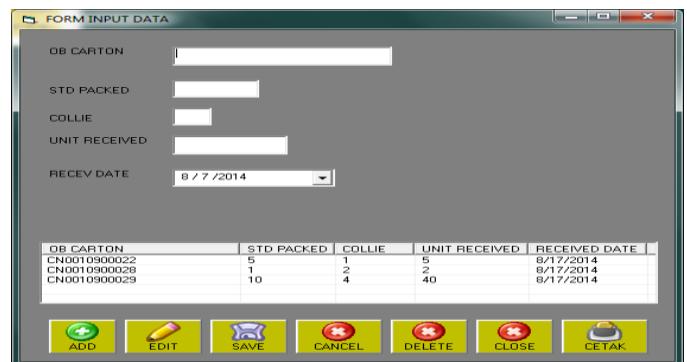 FORM INPUT DATA
OB CARTON
STD PACKED
COLLIE
UNIT RECEIVED
RECEV DATE 8 / 7 /2014
OB CARTON STD PACKED COLLIE UNIT RECEIVED RECEIVED DATE
CN0010900022 5 1 5 8/17/2014
CN0010900028 1 2 2 8/17/2014
CN0010900029 10 4 40 8/17/2014
ADD EDIT SAVE CANCEL DELETE CLOSE CETAK